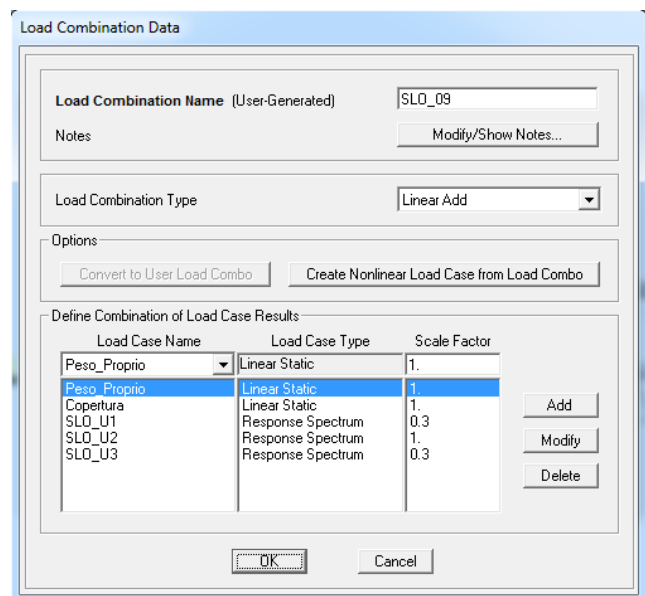 Load Combination Data
Load Combination Name (User-Generated) SLO_09
Notes Modify/Show Notes...
Load Combination Type Linear Add
Options
Convert to User Load Combo Create Nonlinear Load Case from Load Combo
Define Combination of Load Case Results
Load Case Name Load Case Type Scale Factor
Peso_Proprio Linear Static 1.
Peso_Proprio Linear Static 1.
Copertura Linear Static 1.
SLO_U1 Response Spectrum 0.3
SLO_U2 Response Spectrum 1.
SLO_U3 Response Spectrum 0.3
Add
Modify
Delete
OK Cancel